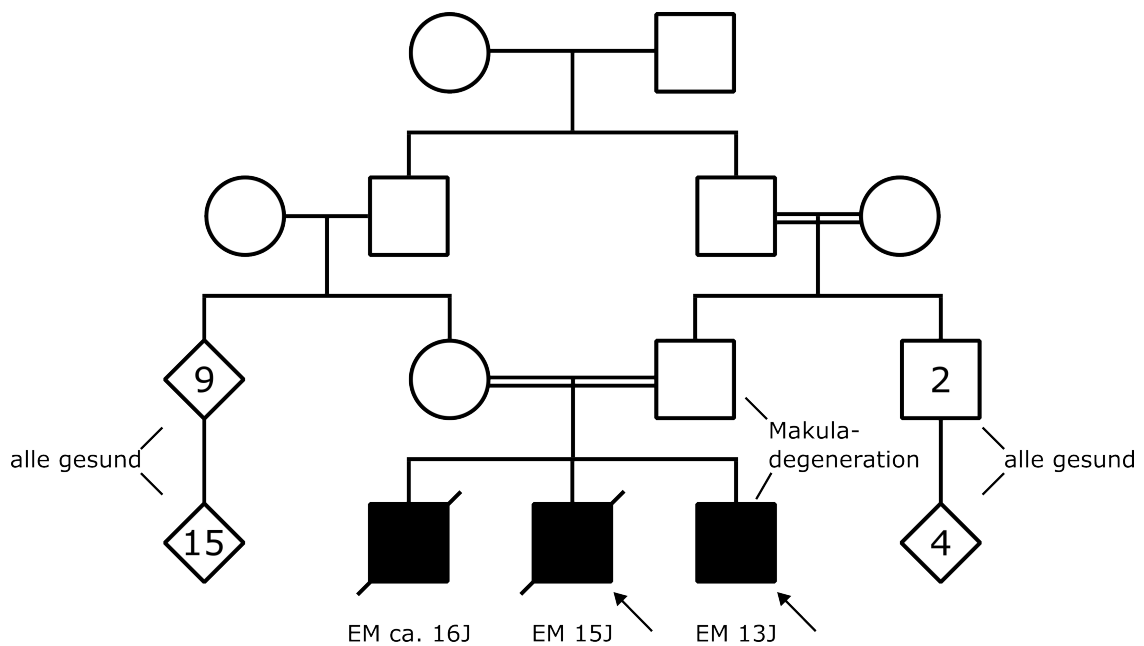 9
2
alle gesund
Makula-
degeneration
alle gesund
15
4
EM ca. 16J
EM 15J
EM 13J